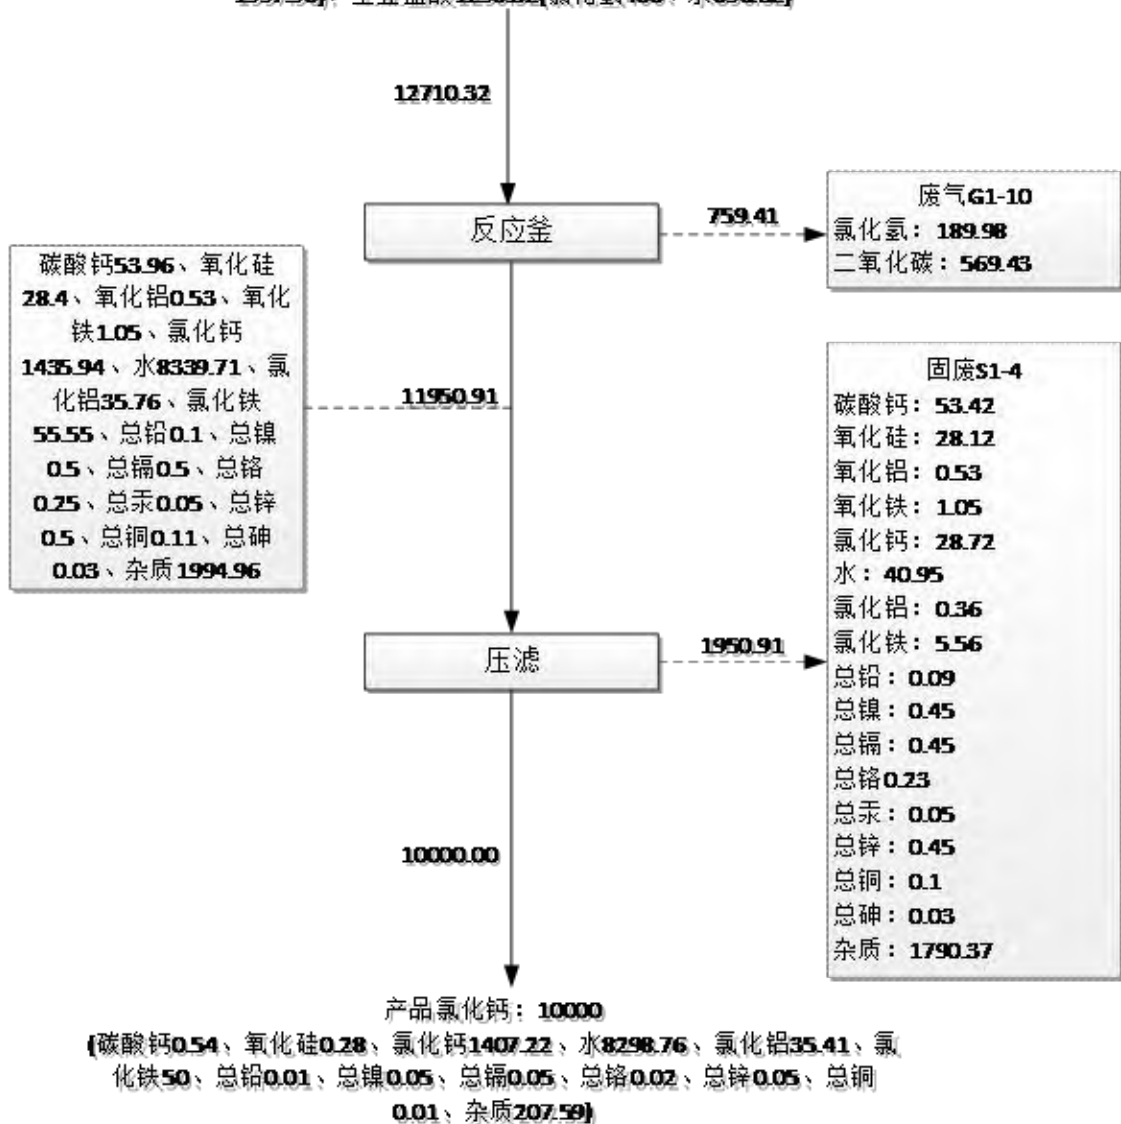 12710.32
反应釜
759.41
废气G1-10
氯化氢：189.98
二氧化碳：569.43
碳酸钙53.96、氧化硅
28.4、氧化铝0.53、氧化
铁1.05、氯化钙
1435.94、水8339.71、氯
化铝35.76、氯化铁
55.55、总铅0.1、总镍
0.5、总镉0.5、总铬
0.25、总汞0.05、总锌
0.5、总铜0.11、总砷
0.03、杂质1994.96
11950.91
压滤
1950.91
固废S1-4
碳酸钙：53.42
氧化硅：28.12
氧化铝：0.53
氧化铁：1.05
氯化钙：28.72
水：40.95
氯化铝：0.36
氯化铁：5.56
总铅：0.09
总镍：0.45
总镉：0.45
总铬0.23
总汞：0.05
总锌：0.45
总铜：0.1
总砷：0.03
杂质：1790.37
10000.00
产品氯化钙：10000
(碳酸钙0.54、氧化硅0.28、氯化钙1407.22、水8298.76、氯化铝35.41、氯
化铁50、总铅0.01、总镍0.05、总镉0.05、总铬0.02、总锌0.05、总铜
0.01、杂质207.59)